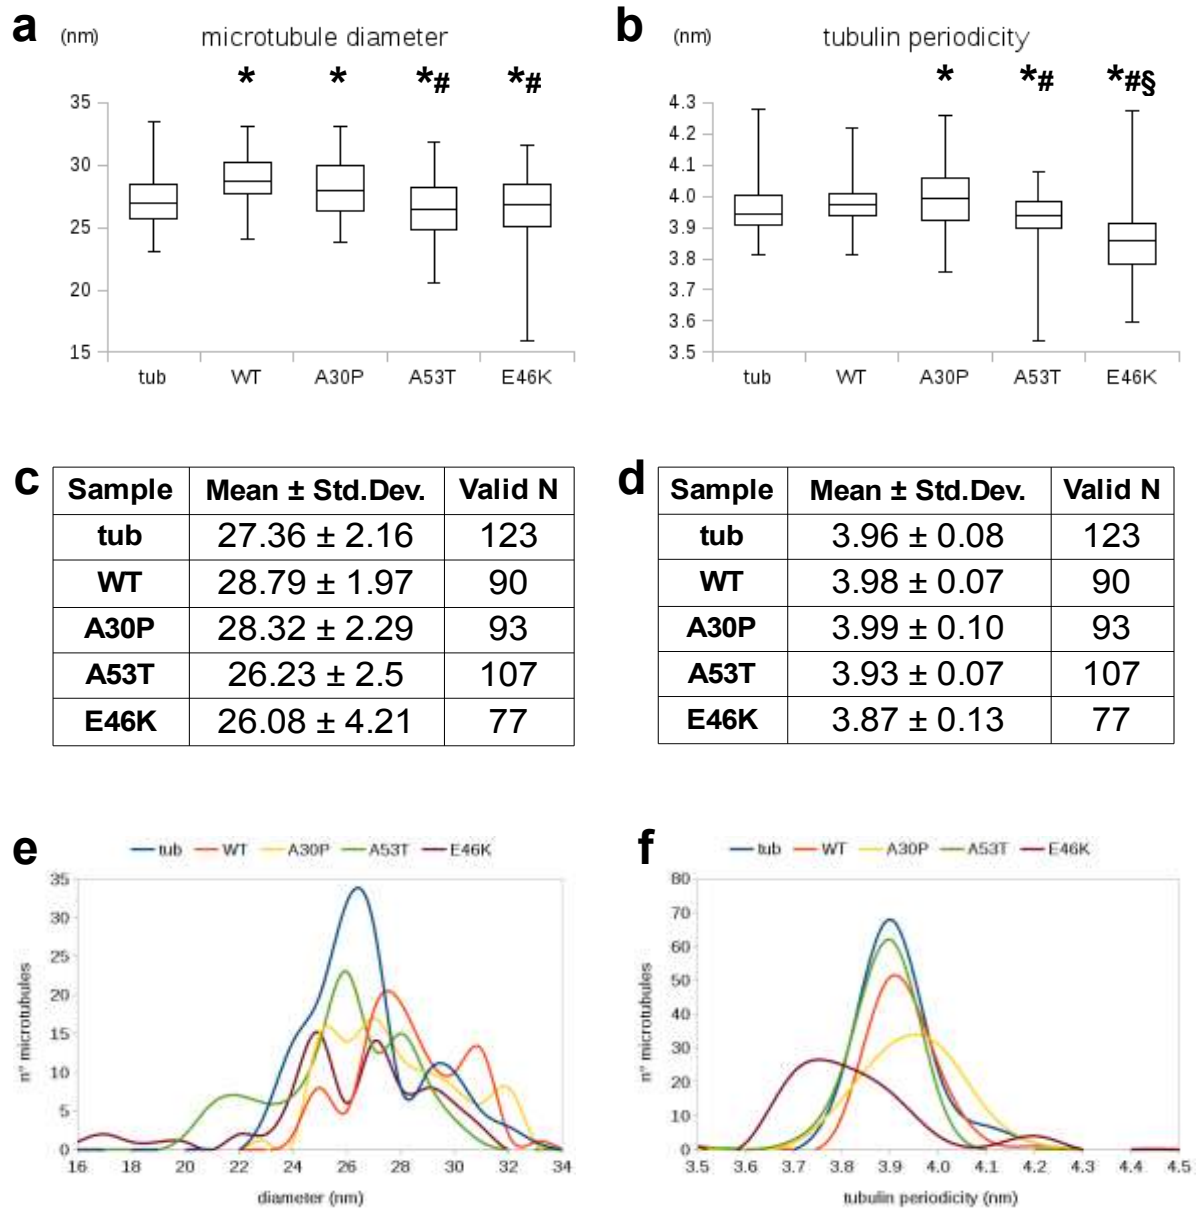 a (nm) microtubule diameter
* * *# *#
35
30
25
20
15
tub WT A30P A53T E46K
b (nm) tubulin periodicity
* *# *#§
4.3
4.2
4.1
4.0
3.9
3.8
3.7
3.6
3.5
tub WT A30P A53T E46K
c Sample Mean ± Std.Dev. Valid N
tub 27.36 ± 2.16 123
WT 28.79 ± 1.97 90
A30P 28.32 ± 2.29 93
A53T 26.23 ± 2.5 107
E46K 26.08 ± 4.21 77
d Sample Mean ± Std.Dev. Valid N
tub 3.96 ± 0.08 123
WT 3.98 ± 0.07 90
A30P 3.99 ± 0.10 93
A53T 3.93 ± 0.07 107
E46K 3.87 ± 0.13 77
e tub WT A30P A53T E46K
n° microtubules
35
30
25
20
15
10
5
0
16 18 20 22 24 26 28 30 32 34
diameter (nm)
f tub WT A30P A53T E46K
n° microtubules
80
70
60
50
40
30
20
10
0
3.5 3.6 3.7 3.8 3.9 4.0 4.1 4.2 4.3 4.4 4.5
tubulin periodicity (nm)